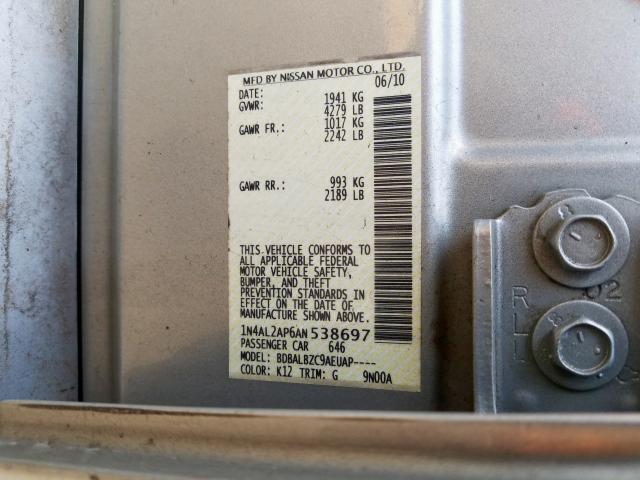 MFD BY NISSAN MOTOR CO., LTD.
DATE: 06/10
GVWR: 1941 KG
4279 LB
GAWR FR.: 1017 KG
2242 LB
GAWR RR.: 993 KG
2189 LB
THIS VEHICLE CONFORMS TO
ALL APPLICABLE FEDERAL
MOTOR VEHICLE SAFETY,
BUMPER, AND THEFT
PREVENTION STANDARDS IN
EFFECT ON THE DATE OF
MANUFACTURE SHOWN ABOVE.
1N4AL2AP6AN538697
PASSENGER CAR 646
MODEL: BDBALBZC9AEUAP----
COLOR: K12 TRIM: G 9N00A
8
8